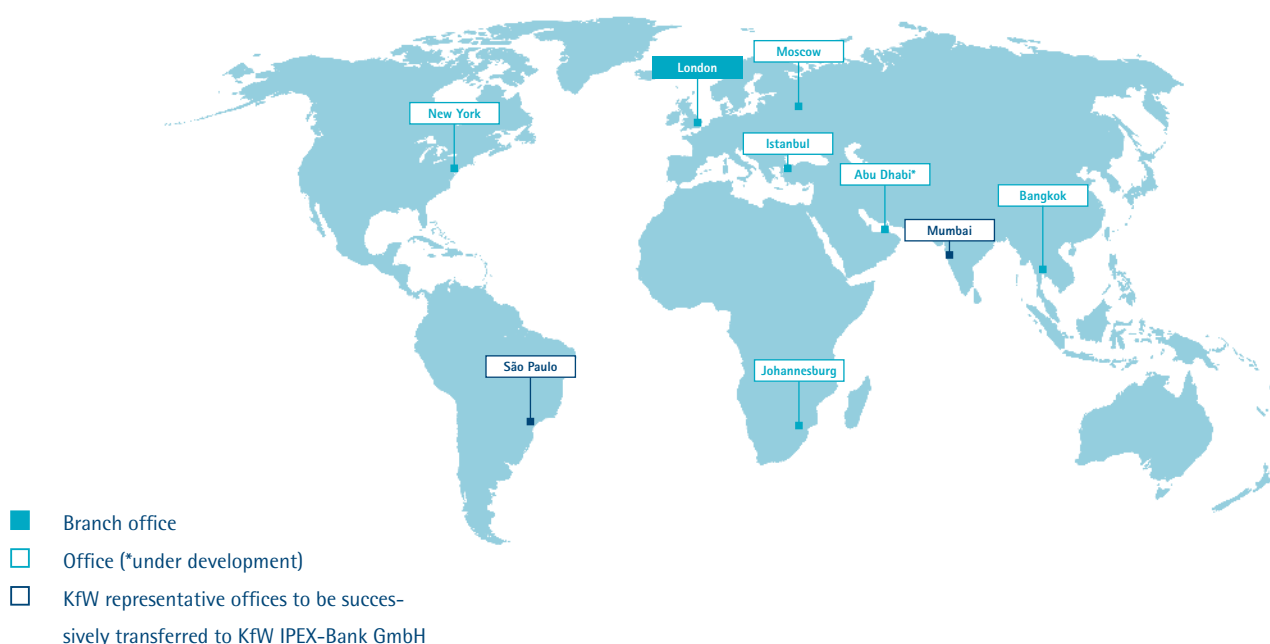 Moscow
London
New York
Istanbul
Abu Dhabi*
Bangkok
Mumbai
São Paulo
Johannesburg
Branch office
Office (*under development)
KfW representative offices to be succes-
sively transferred to KfW IPEX-Bank GmbH